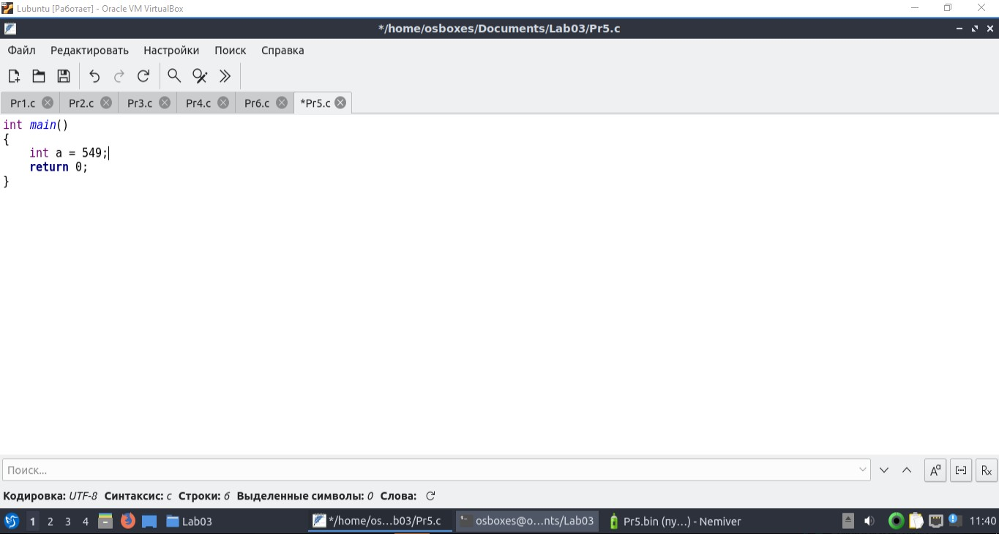 Lubuntu [Работает] - Oracle VM VirtualBox
*/home/osboxes/Documents/Lab03/Pr5.c
Файл Редактировать Настройки Поиск Справка
Pr1.c Pr2.c Pr3.c Pr4.c Pr6.c *Pr5.c
int main()
{
int a = 549;
return 0;
}
Поиск...
Кодировка: UTF-8 Синтаксис: c Строки: 6 Выделенные символы: 0 Слова:
1 2 3 4 Lab03 */home/os...b03/Pr5.c osboxes@o...nts/Lab03 Pr5.bin (пу...) - Nemiver 11:40